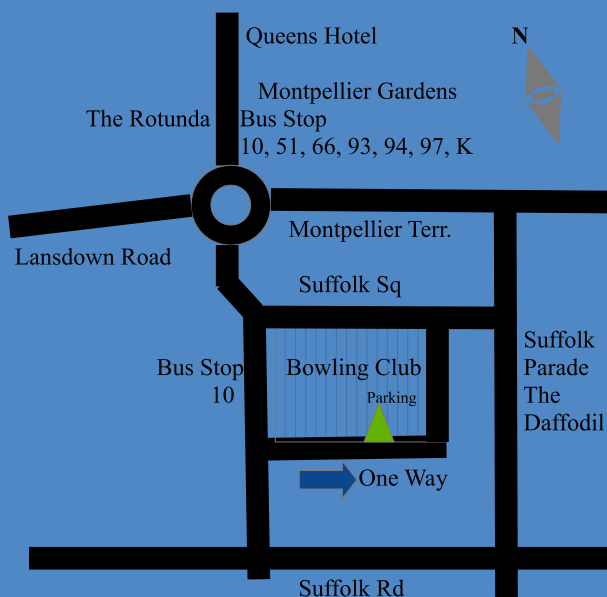 Queens Hotel
N
Montpellier Gardens
The Rotunda
Bus Stop
10, 51, 66, 93, 94, 97, K
Montpellier Terr.
Lansdown Road
Suffolk Sq
Suffolk
Parade
The
Daffodil
Bus Stop
10
Bowling Club
Parking
One Way
Suffolk Rd